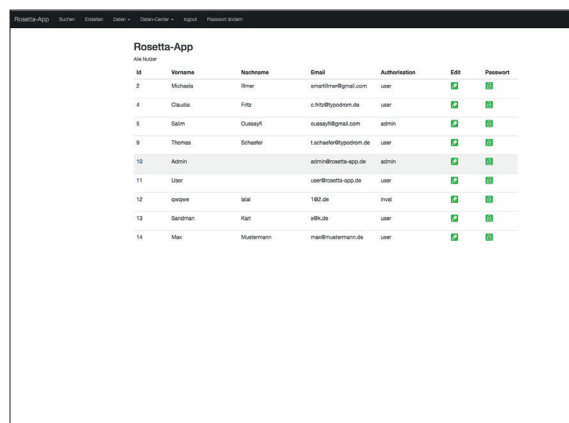 Rosetta-App Suchen Erstellen Daten Daten-Center logout Passwort ändern
Rosetta-App
Alle Nutzer
Id Vorname Nachname Email Authorisation Edit Passwort
2 Michaela Illmer smartillmer@gmail.com user
4 Claudia Fritz c.fritz@typodrom.de user
5 Salim Oussayfi oussayfi@gmail.com admin
9 Thomas Schaefer t.schaefer@typodrom.de user
10 Admin admin@rosetta-app.de admin
11 User user@rosetta-app.de user
12 qwqwe lalal 1@2.de inval
13 Sandman Karl s@k.de user
14 Max Mustermann max@mustermann.de user